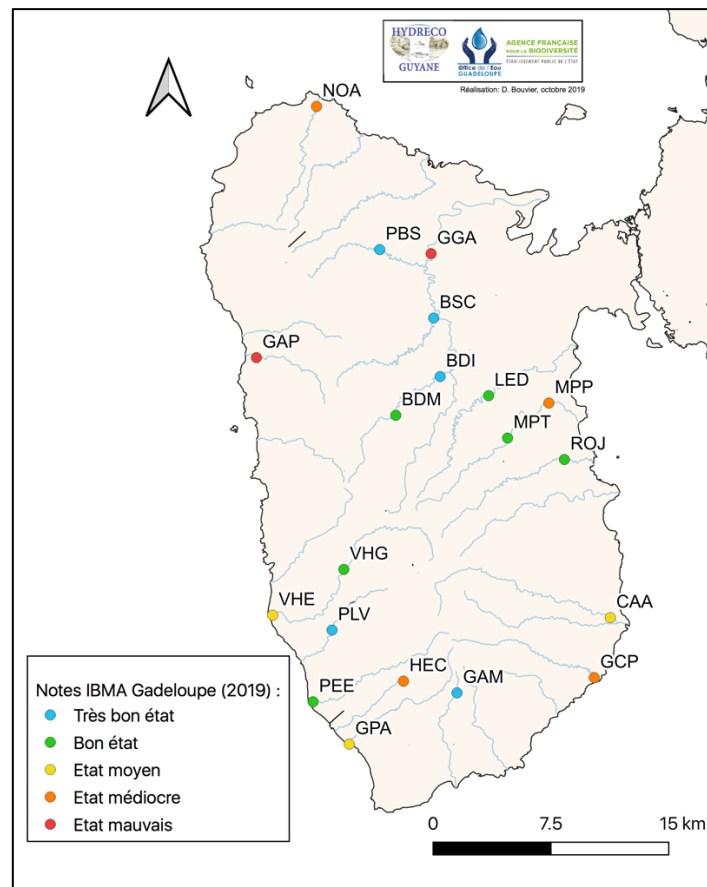 HYDRECO
GUYANE
Office de l'Eau
GUADELOUPE
AGENCE FRANÇAISE
POUR LA BIODIVERSITÉ
ÉTABLISSEMENT PUBLIC DE L'ÉTAT
Réalisation: D. Bouvier, octobre 2019
NOA
PBS
GGA
BSC
GAP
BDI
LED
MPP
BDM
MPT
ROJ
VHG
VHE
CAA
PLV
HEC
GCP
PEE
GAM
GPA
Notes IBMA Gadeloupe (2019) :
Très bon état
Bon état
Etat moyen
Etat médiocre
Etat mauvais
0 7.5 15 km